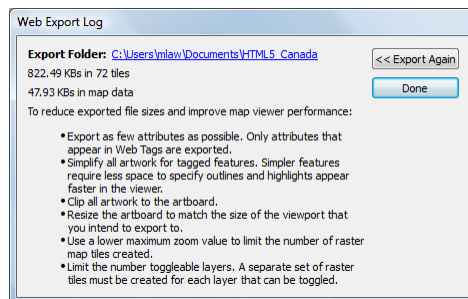 Web Export Log
Export Folder: C:\Users\mlaw\Documents\HTML5_Canada
<< Export Again
822.49 KBs in 72 tiles
Done
47.93 KBs in map data
To reduce exported file sizes and improve map viewer performance:
• Export as few attributes as possible. Only attributes that
appear in Web Tags are exported.
• Simplify all artwork for tagged features. Simpler features
require less space to specify outlines and highlights appear
faster in the viewer.
• Clip all artwork to the artboard.
• Resize the artboard to match the size of the viewport that
you intend to export to.
• Use a lower maximum zoom value to limit the number of raster
map tiles created.
• Limit the number toggleable layers. A separate set of raster
tiles must be created for each layer that can be toggled.